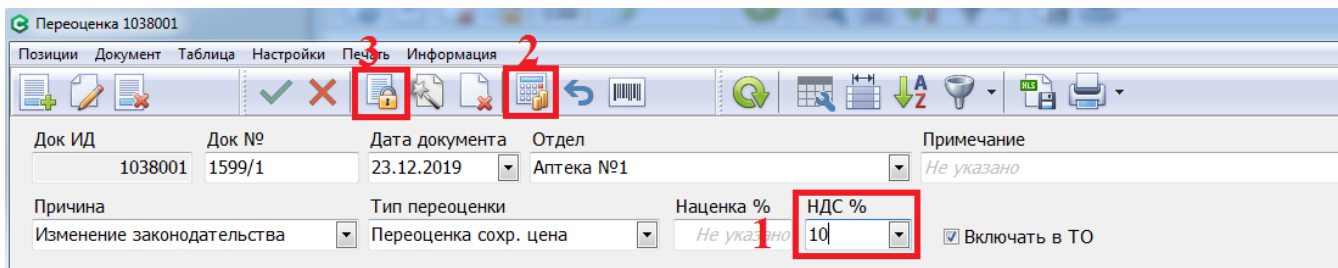 Переоценка 1038001
Позиции Документ Таблица Настройки Печать Информация
3 2
XLS
Док ИД Док № Дата документа Отдел Примечание
1038001 1599/1 23.12.2019 Аптека №1 Не указано
Причина Тип переоценки Наценка % НДС %
Изменение законодательства Переоценка сохр. цена Не указано 1 10 Включать в ТО